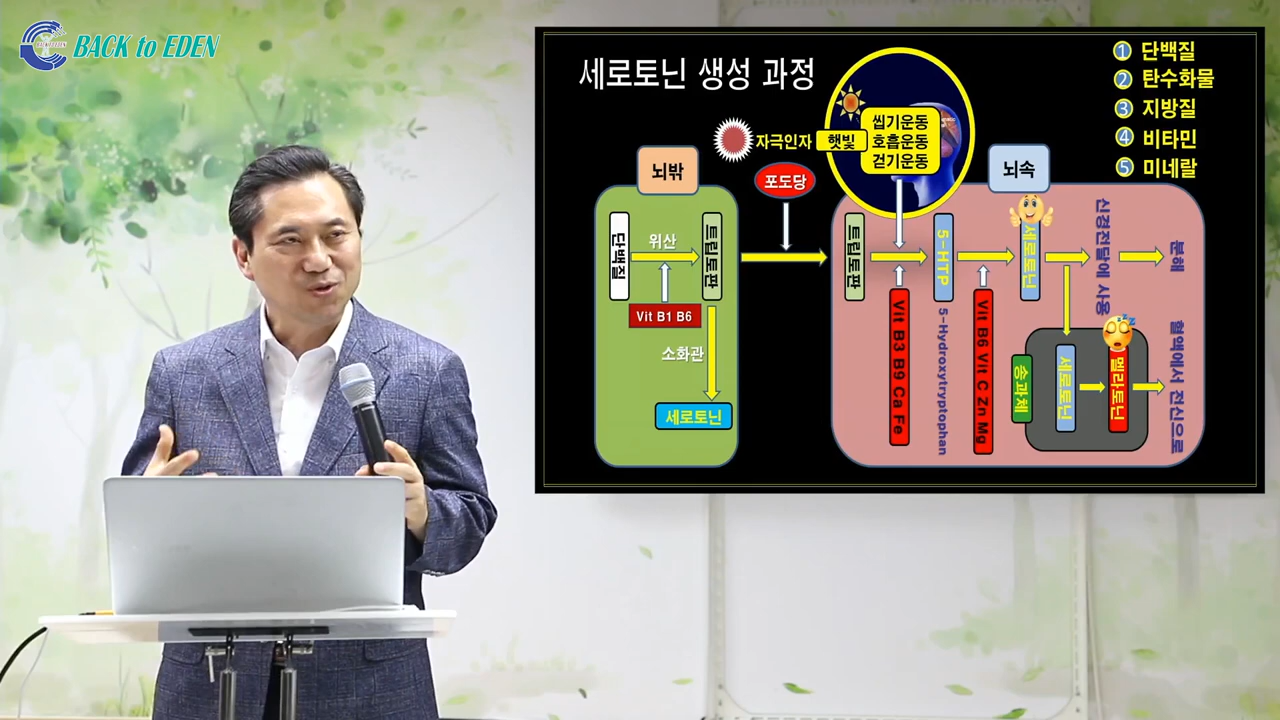 BACK to EDEN
세로토닌 생성 과정
① 단백질
② 탄수화물
③ 지방질
④ 비타민
⑤ 미네랄
자극인자
햇빛
씹기운동
호흡운동
걷기운동
뇌밖
포도당
뇌속
단백질
위산
트립토판
Vit B1 B6
소화관
세로토닌
트립토판
5-HTP
5-Hydroxytryptophan
세로토닌
신경전달에 사용
분해
Vit B3 B9 Ca Fe
Vit B6 Vit C Zn Mg
송과체
세로토닌
멜라토닌
혈액에서 전신으로